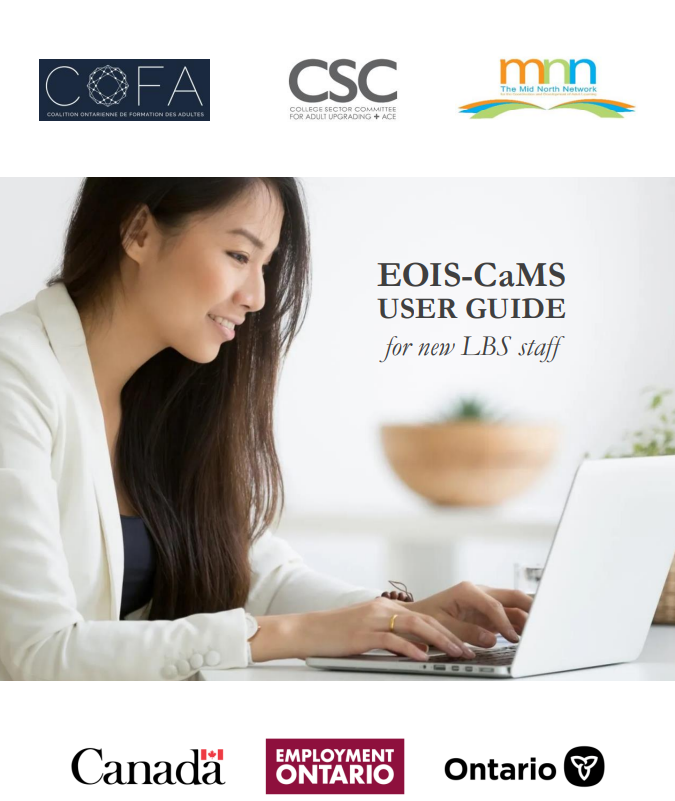 COFA
COALITION ONTARIENNE DE FORMATION DES ADULTES
CSC
COLLEGE SECTOR COMMITTEE
FOR ADULT UPGRADING + ACE
mnn
The Mid North Network
EOIS-CaMS
USER GUIDE
for new LBS staff
Canada
EMPLOYMENT
ONTARIO
Ontario